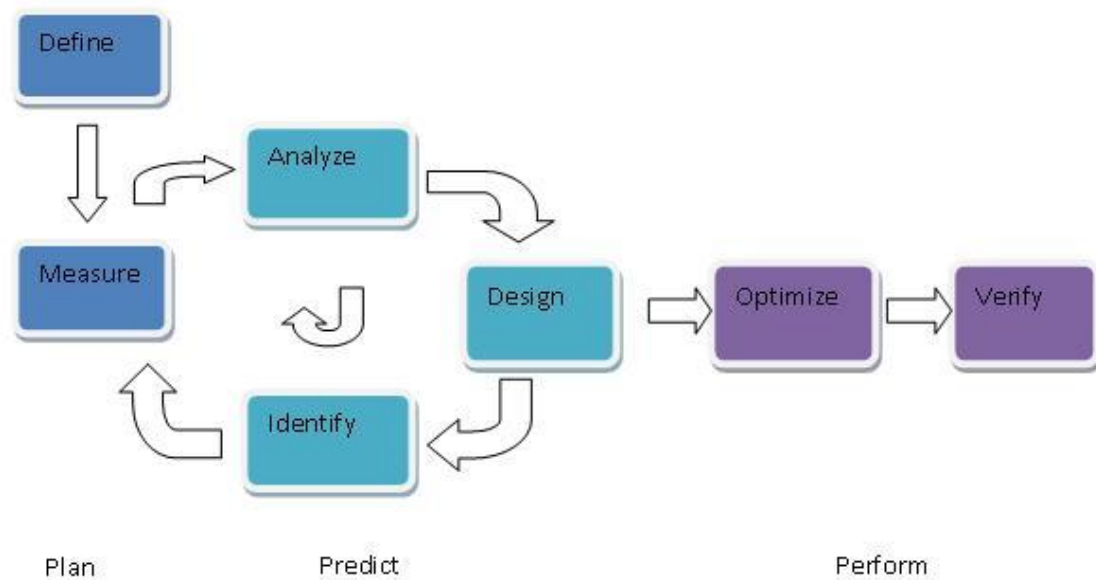 Define
Analyze
Measure
Design
Optimize
Verify
Identify
Plan
Predict
Perform